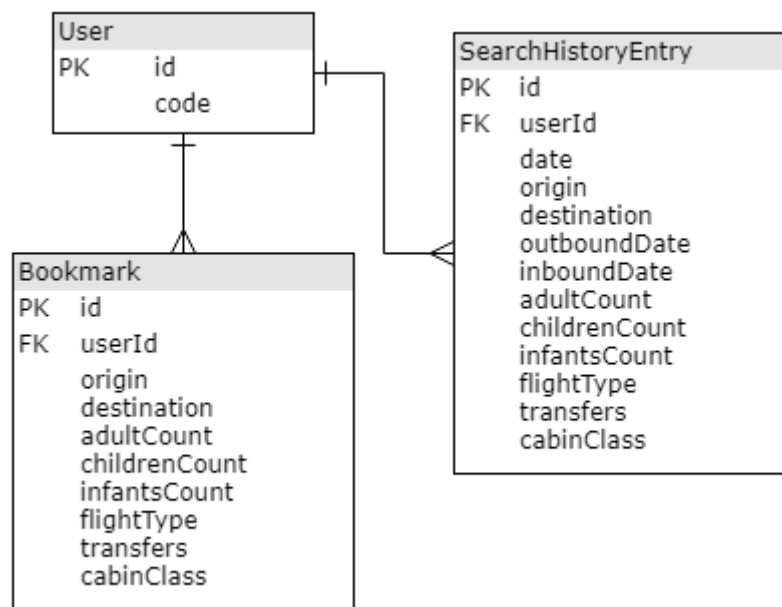 User
PK id
code
SearchHistoryEntry
PK id
FK userId
date
origin
destination
outboundDate
inboundDate
adultCount
childrenCount
infantsCount
flightType
transfers
cabinClass
Bookmark
PK id
FK userId
origin
destination
adultCount
childrenCount
infantsCount
flightType
transfers
cabinClass